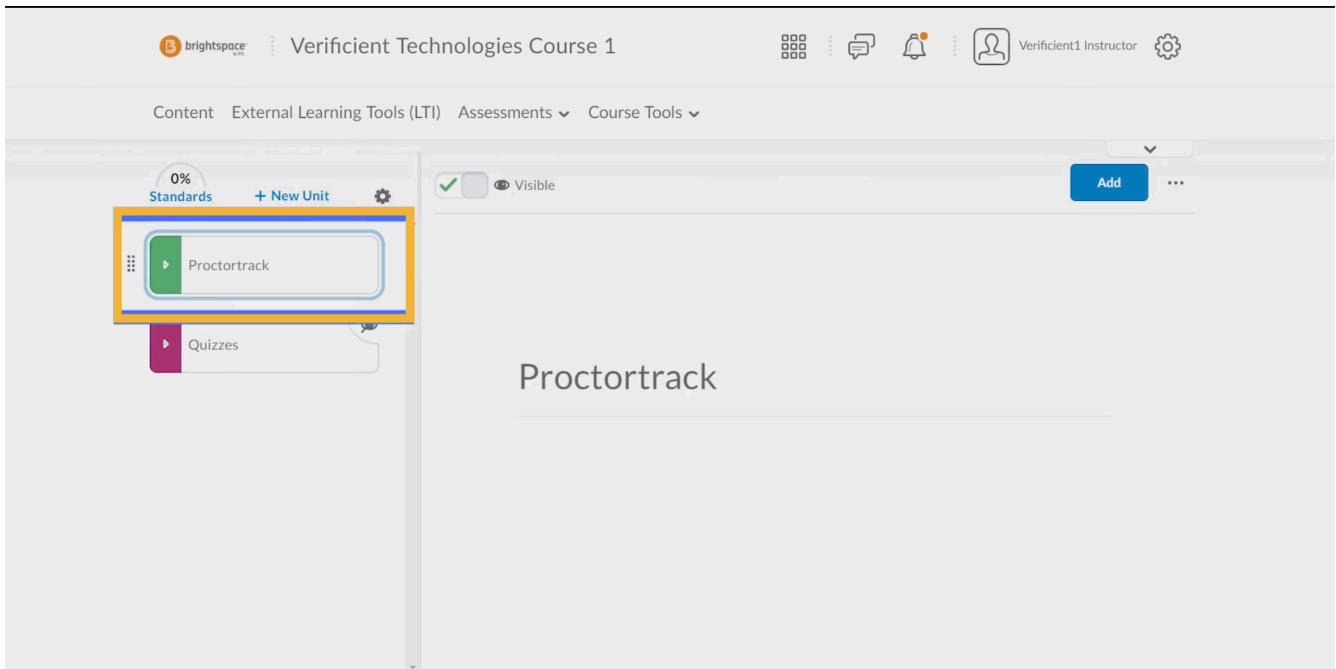 brightspace Verificient Technologies Course 1 Verificient1 Instructor
Content External Learning Tools (LTI) Assessments Course Tools
0%
Standards + New Unit
Visible Add
Proctortrack
Quizzes
Proctortrack